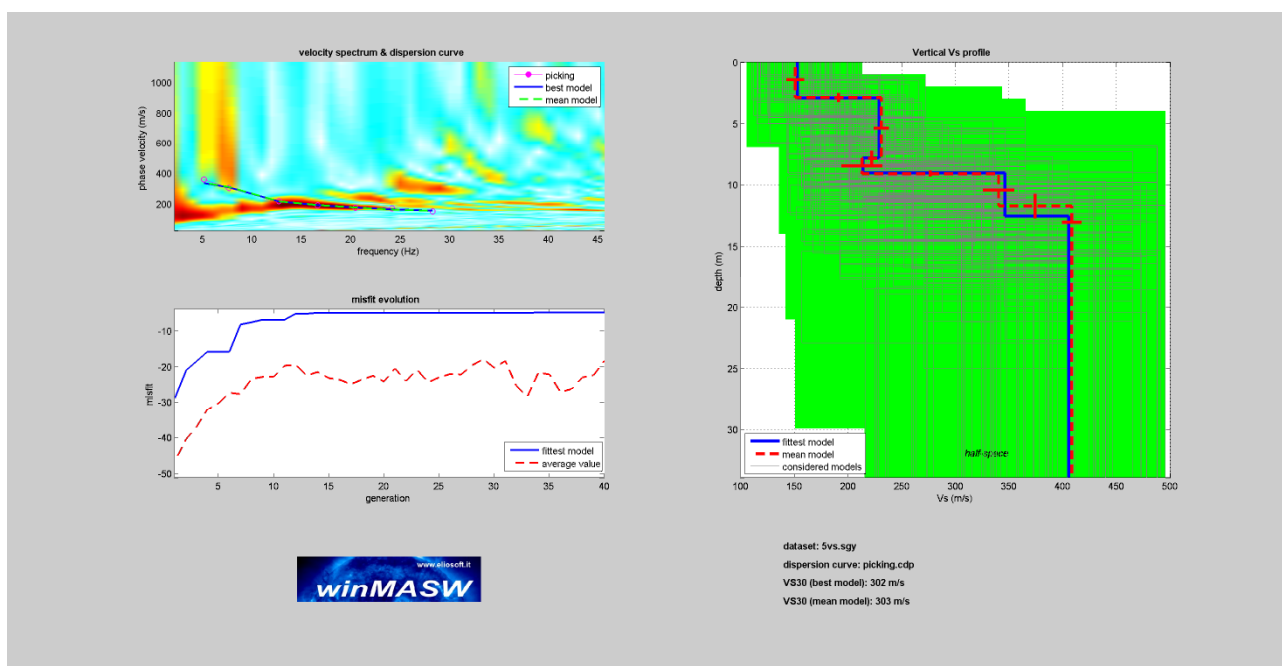 velocity spectrum & dispersion curve
1000
800
600
400
200
phase velocity (m/s)
picking
best model
mean model
5 10 15 20 25 30 35 40 45
frequency (Hz)
misfit evolution
-10
-20
-30
-40
-50
misfit
fittest model
average value
5 10 15 20 25 30 35 40
generation
www.eliosoft.it
winMASW
Vertical Vs profile
0
5
10
15
20
25
30
depth (m)
fittest model
mean model
considered models
half-space
100 150 200 250 300 350 400 450 500
Vs (m/s)
dataset: 5vs.sgy
dispersion curve: picking.cdp
VS30 (best model): 302 m/s
VS30 (mean model): 303 m/s